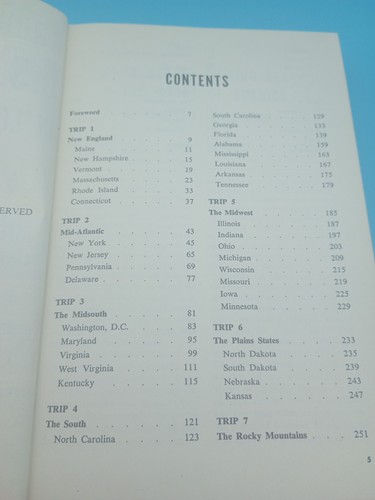 ERVED
CONTENTS
Foreword . . . . . 7
TRIP 1
New England . . . . 9
Maine . . . . . 11
New Hampshire . . . 13
Vermont . . . . 19
Massachusetts . . . 23
Rhode Island . . . 33
Connecticut . . . 37
TRIP 2
Mid-Atlantic . . . . 43
New York . . . . 45
New Jersey . . . . 65
Pennsylvania . . . 69
Delaware . . . . 77
TRIP 3
The Midsouth . . . . 81
Washington, D.C. . . . 83
Maryland . . . . 95
Virginia . . . . 99
West Virginia . . . 111
Kentucky . . . . 115
TRIP 4
The South . . . . . 121
North Carolina . . . 123
South Carolina . . . 129
Georgia . . . . . 133
Florida . . . . . 139
Alabama . . . . 159
Mississippi . . . . 163
Louisiana . . . . 167
Arkansas . . . . 175
Tennessee . . . . 179
TRIP 5
The Midwest . . . . 185
Illinois . . . . . 187
Indiana . . . . . 197
Ohio . . . . . 205
Michigan . . . . 209
Wisconsin . . . . 215
Missouri . . . . 219
Iowa . . . . . 225
Minnesota . . . . 229
TRIP 6
The Plains States . . . 233
North Dakota . . . 235
South Dakota . . . 239
Nebraska . . . . 243
Kansas . . . . . 247
TRIP 7
The Rocky Mountains . . . 251
5